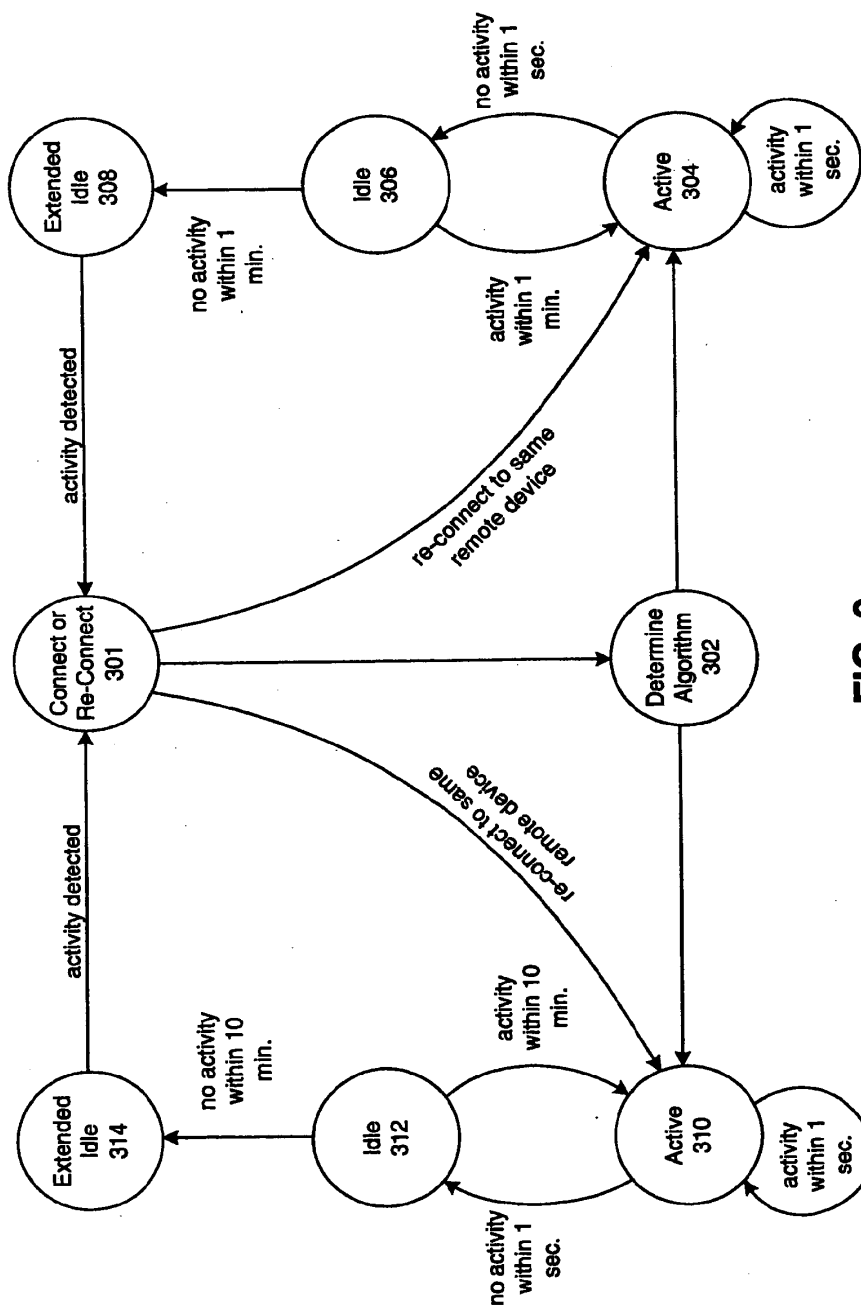 Extended
Idle
314
activity detected
Connect or
Re-Connect
301
activity detected
Extended
Idle
308
no activity
within 10
min.
no activity
within 1
min.
Idle
312
activity
within 10
min.
re-connect to same
remote device
re-connect to same
remote device
activity
within 1
min.
Idle
306
no activity
within 1
sec.
no activity
within 1
sec.
Active
310
Determine
Algorithm
302
Active
304
activity
within 1
sec.
activity
within 1
sec.
FIG.